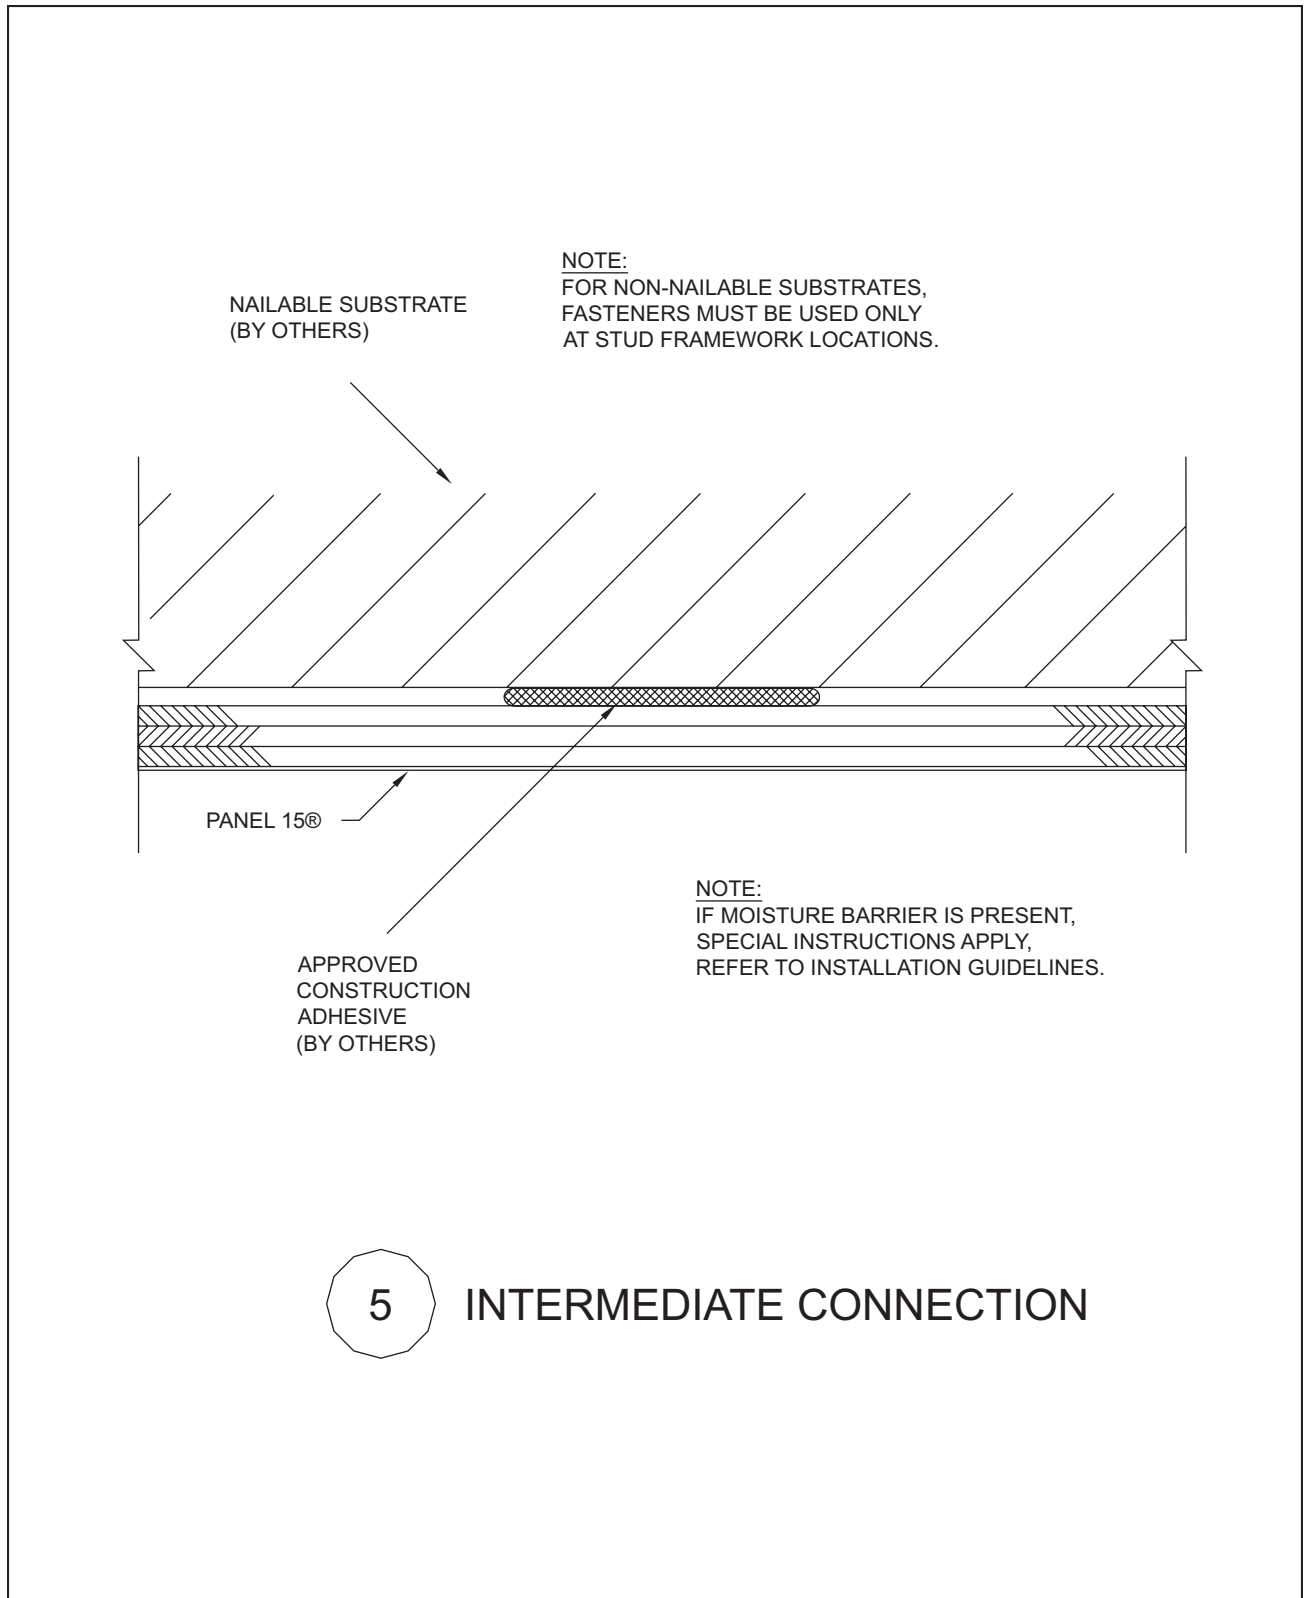 NOTE:
FOR NON-NAILABLE SUBSTRATES,
FASTENERS MUST BE USED ONLY
AT STUD FRAMEWORK LOCATIONS.
NAILABLE SUBSTRATE
(BY OTHERS)
PANEL 15®
NOTE:
IF MOISTURE BARRIER IS PRESENT,
SPECIAL INSTRUCTIONS APPLY,
REFER TO INSTALLATION GUIDELINES.
APPROVED
CONSTRUCTION
ADHESIVE
(BY OTHERS)
5 INTERMEDIATE CONNECTION